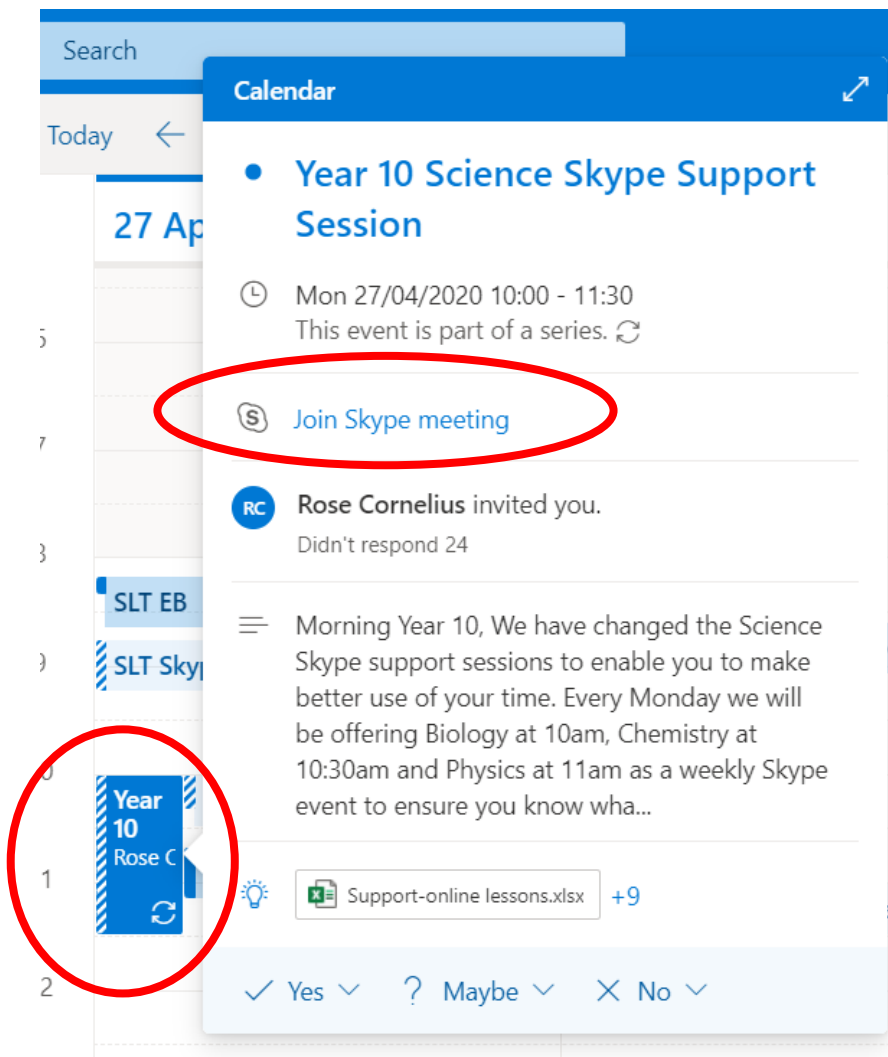 Search
Calendar
Today
27 Ap
Year 10 Science Skype Support
Session
Mon 27/04/2020 10:00 - 11:30
This event is part of a series.
Join Skype meeting
RC
Rose Cornelius invited you.
Didn't respond 24
SLT EB
SLT Skyp
Morning Year 10, We have changed the Science
Skype support sessions to enable you to make
better use of your time. Every Monday we will
be offering Biology at 10am, Chemistry at
10:30am and Physics at 11am as a weekly Skype
event to ensure you know wha...
9
Year
10
Rose C
1
Support-online lessons.xlsx +9
2
Yes
? Maybe
No